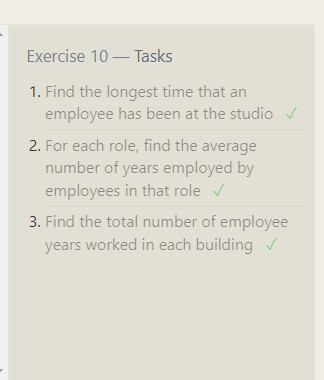 Exercise 10 — Tasks
1. Find the longest time that an
employee has been at the studio ✓
2. For each role, find the average
number of years employed by
employees in that role ✓
3. Find the total number of employee
years worked in each building ✓